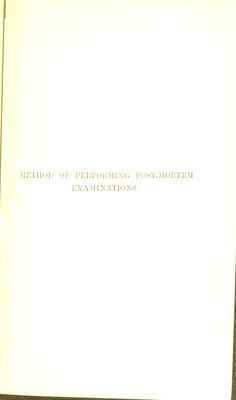 METHOD OF PERFORMING POST-MORTEM
EXAMINATIONS